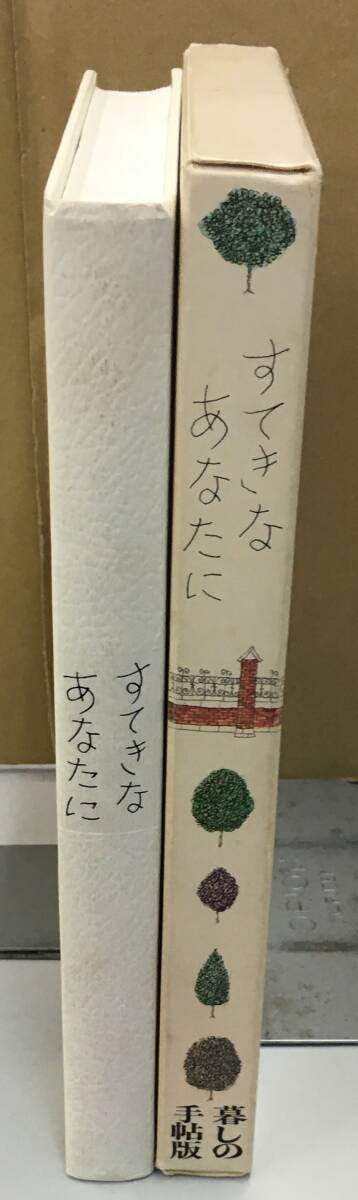 すてきな
あなたに
すてきな
あなたに
暮しの
手帖版